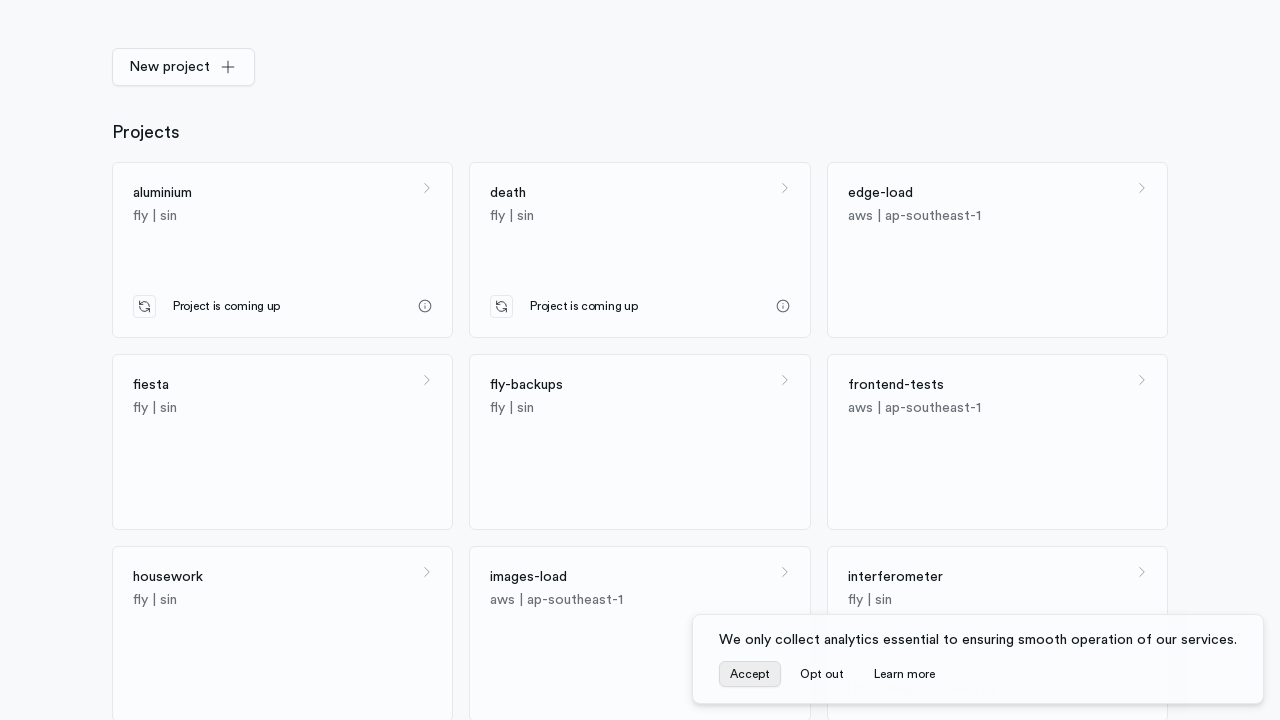 New project
Projects
aluminium
fly | sin
Project is coming up
death
fly | sin
Project is coming up
edge-load
aws | ap-southeast-1
fiesta
fly | sin
fly-backups
fly | sin
frontend-tests
aws | ap-southeast-1
housework
fly | sin
images-load
aws | ap-southeast-1
interferometer
fly | sin
We only collect analytics essential to ensuring smooth operation of our services.
Accept
Opt out
Learn more